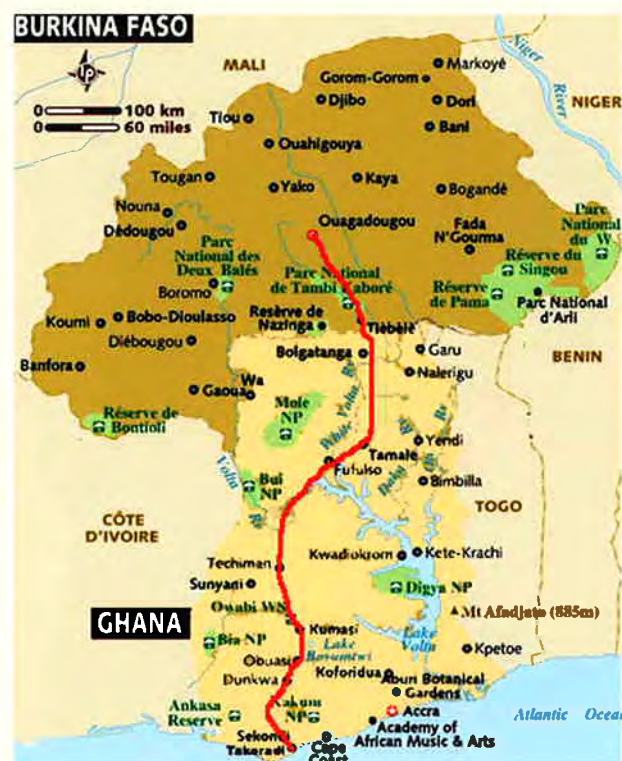 BURKINA FASO
MALI
Niger
River
NIGER
Markoyé
Gorom-Gorom
0 100 km
0 60 miles
Djibo
Dori
Tiou
Bani
Ouahigouya
Tougan
Yako
Kaya
Bogandé
Nouna
Dédougou
Ouagadougou
Fada
N'Gourma
Parc
National
du W
Parc
National des
Deux Balés
Réserve du
Singou
Parc National
de Tambi Kaboré
Réserve
de Pama
Boromo
Parc National
d'Arli
Koumi
Bobo-Dioulasso
Resèrve de
Nazinga
Tiébélé
Diébougou
Bolgatanga
Garu
BENIN
Banfora
Nalerigu
Gaoua
Wa
Mole
NP
White
Volta
Réserve de
Bontioli
Yendi
Tamale
Fufulso
Daka
Bimbilla
Volta
Bui
NP
TOGO
CÔTE
D'IVOIRE
Kwadiokrom
Kete-Krachi
Techiman
Sunyani
Digya NP
Owabi WS
Mt Afadjato (885m)
GHANA
Kumasi
Bia NP
Lake
Volta
Lake
Bosumtwi
Obuasi
Kpetoe
Koforidua
Dunkwa
Aburi Botanical
Gardens
Ankasa
Reserve
Kakum
NP
Accra
Atlantic Ocea
Academy of
African Music & Arts
Sekondi
Takoradi
Cape
Coast